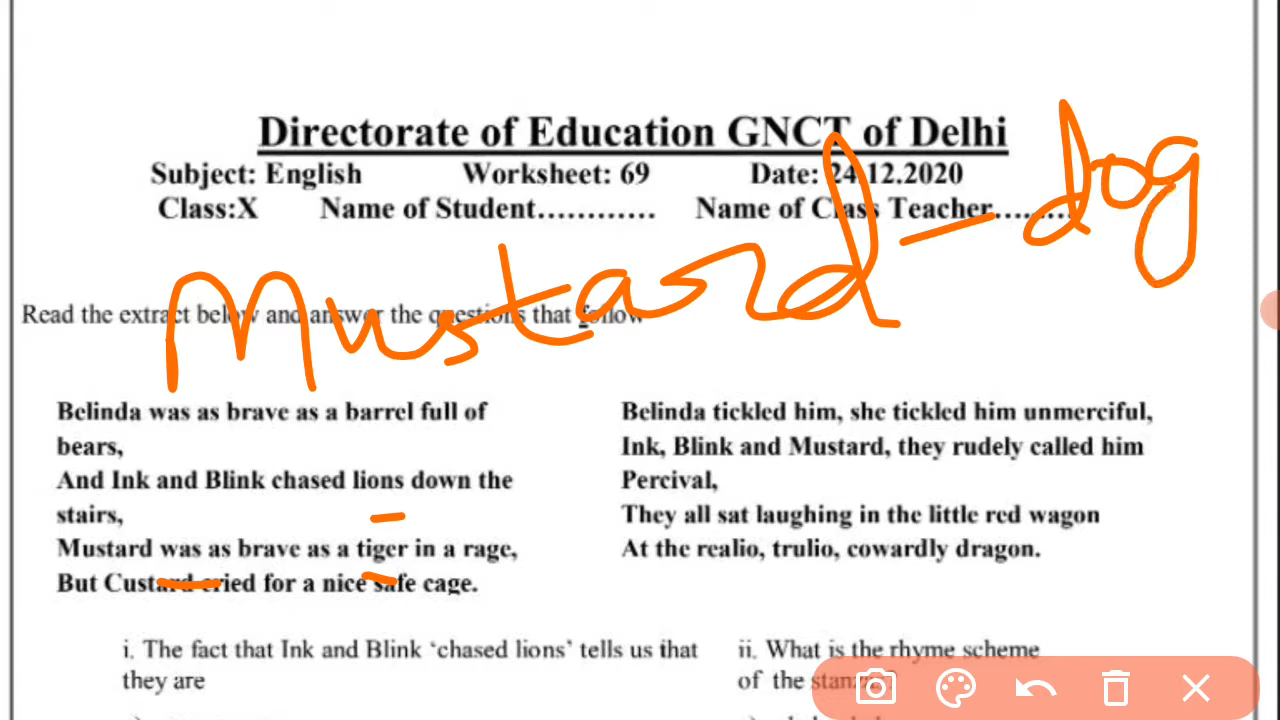 Directorate of Education GNCT of Delhi
Subject: English Worksheet: 69 Date: 24.12.2020
Class:X Name of Student............ Name of Class Teacher.........
Mustard - dog
Read the extract below and answer the questions that follow
Belinda was as brave as a barrel full of
bears,
And Ink and Blink chased lions down the
stairs,
Mustard was as brave as a tiger in a rage,
But Custard cried for a nice safe cage.
Belinda tickled him, she tickled him unmerciful,
Ink, Blink and Mustard, they rudely called him
Percival,
They all sat laughing in the little red wagon
At the realio, trulio, cowardly dragon.
i. The fact that Ink and Blink ‘chased lions’ tells us that
they are
ii. What is the rhyme scheme
of the stanza?